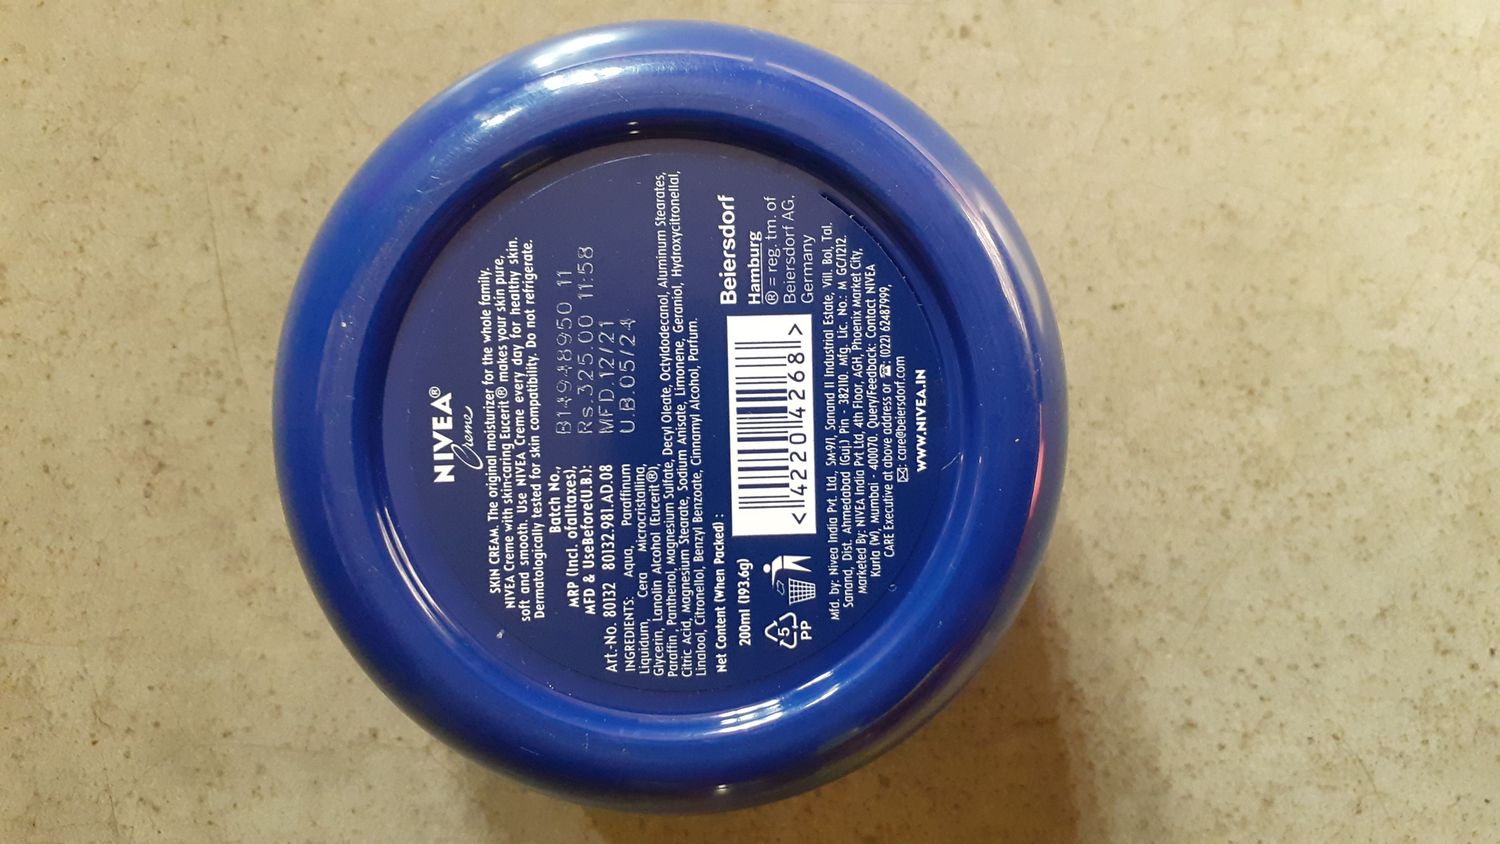 NIVEA®
Creme
SKIN CREAM. The original moisturizer for the whole family.
NIVEA Creme with skin-caring Eucerit® makes your skin pure,
soft and smooth. Use NIVEA Creme every day for healthy skin.
Dermatologically tested for skin compatibility. Do not refrigerate.
Batch No., B14948950 11
MRP (Incl. ofalltaxes), Rs.325.00 11:58
MFD & UseBefore(U.B.): MFD.12/21
Art.-No. 80132 80132.981.AD.08 U.B.05/24
INGREDIENTS: Aqua, Paraffinum
Liquidum, Cera Microcristallina,
Glycerin, Lanolin Alcohol (Eucerit®),
Paraffin, Panthenol, Magnesium Sulfate, Decyl Oleate, Octyldodecanol, Aluminum Stearates,
Citric Acid, Magnesium Stearate, Sodium Anisate, Limonene, Geraniol, Hydroxycitronellal,
Linalool, Citronellol, Benzyl Benzoate, Cinnamyl Alcohol, Parfum.
Net Content (When Packed) :
200ml (193.6g)
5
PP
< 42204268 >
Beiersdorf
Hamburg
® = reg. tm. of
Beiersdorf AG,
Germany
Mfd. by: Nivea India Pvt. Ltd., SM-9/1, Sanand II Industrial Estate, Vill. Bol, Tal.
Sanand, Dist. Ahmedabad (Guj.) Pin - 382110. Mfg. Lic. No.: M GC/1212.
Marketed By: NIVEA India Pvt Ltd, 4th Floor, AGH, Phoenix Market City,
Kurla (W), Mumbai - 400070. Query/Feedback: Contact NIVEA
CARE Executive at above address or ☎: (022) 62487999,
✉: care@beiersdorf.com
WWW.NIVEA.IN